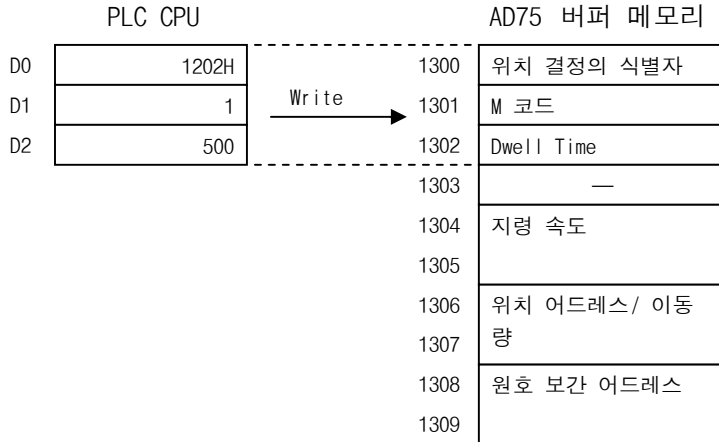 PLC CPU AD75 버퍼 메모리
D0 1202H 1300 위치 결정의 식별자
D1 1 Write 1301 M 코드
D2 500 1302 Dwell Time
1303 —
1304 지령 속도
1305
1306 위치 어드레스/ 이동
1307 량
1308 원호 보간 어드레스
1309